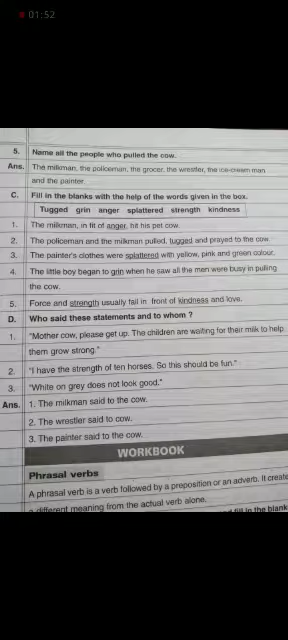 01:52
5. Name all the people who pulled the cow.
Ans. The milkman, the policeman, the grocer, the wrestler, the ice-cream man
and the painter.
C. Fill in the blanks with the help of the words given in the box.
Tugged grin anger splattered strength kindness
1. The milkman, in fit of anger, hit his pet cow.
2. The policeman and the milkman pulled, tugged and prayed to the cow.
3. The painter's clothes were splattered with yellow, pink and green colour.
4. The little boy began to grin when he saw all the men were busy in pulling
the cow.
5. Force and strength usually fail in front of kindness and love.
D. Who said these statements and to whom ?
1. "Mother cow, please get up. The children are waiting for their milk to help
them grow strong."
2. "I have the strength of ten horses. So this should be fun."
3. "White on grey does not look good."
Ans. 1. The milkman said to the cow.
2. The wrestler said to cow.
3. The painter said to the cow.
WORKBOOK
Phrasal verbs
A phrasal verb is a verb followed by a preposition or an adverb. It create
a different meaning from the actual verb alone.
fill in the blank